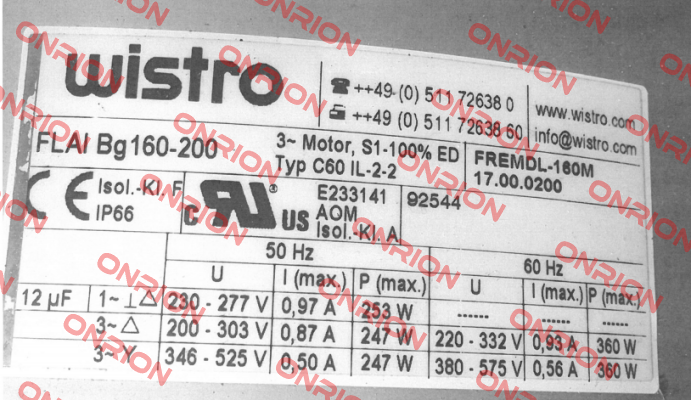 wistro
☎ ++49-(0) 511 72638 0
++49 (0) 511 72638 60
www.wistro.com
info@wistro.com
FLAI Bg160-200
3~ Motor, S1-100% ED
Typ C60 IL-2-2
FREMDL-160M
17.00.0200
CE Isol.-Kl. F
IP66
C RU ® US
E233141
AOM
Isol.-Kl. A
92544
50 Hz 60 Hz
U I (max.) P (max.) U I (max.) P (max.)
12 µF 1~ ⊥ △ 230 - 277 V 0,97 A 253 W ...... ...... ......
3~ △ 200 - 303 V 0,87 A 247 W 220 - 332 V 0,93 A 360 W
3~ Y 346 - 525 V 0,50 A 247 W 380 - 575 V 0,56 A 360 W
ONRION